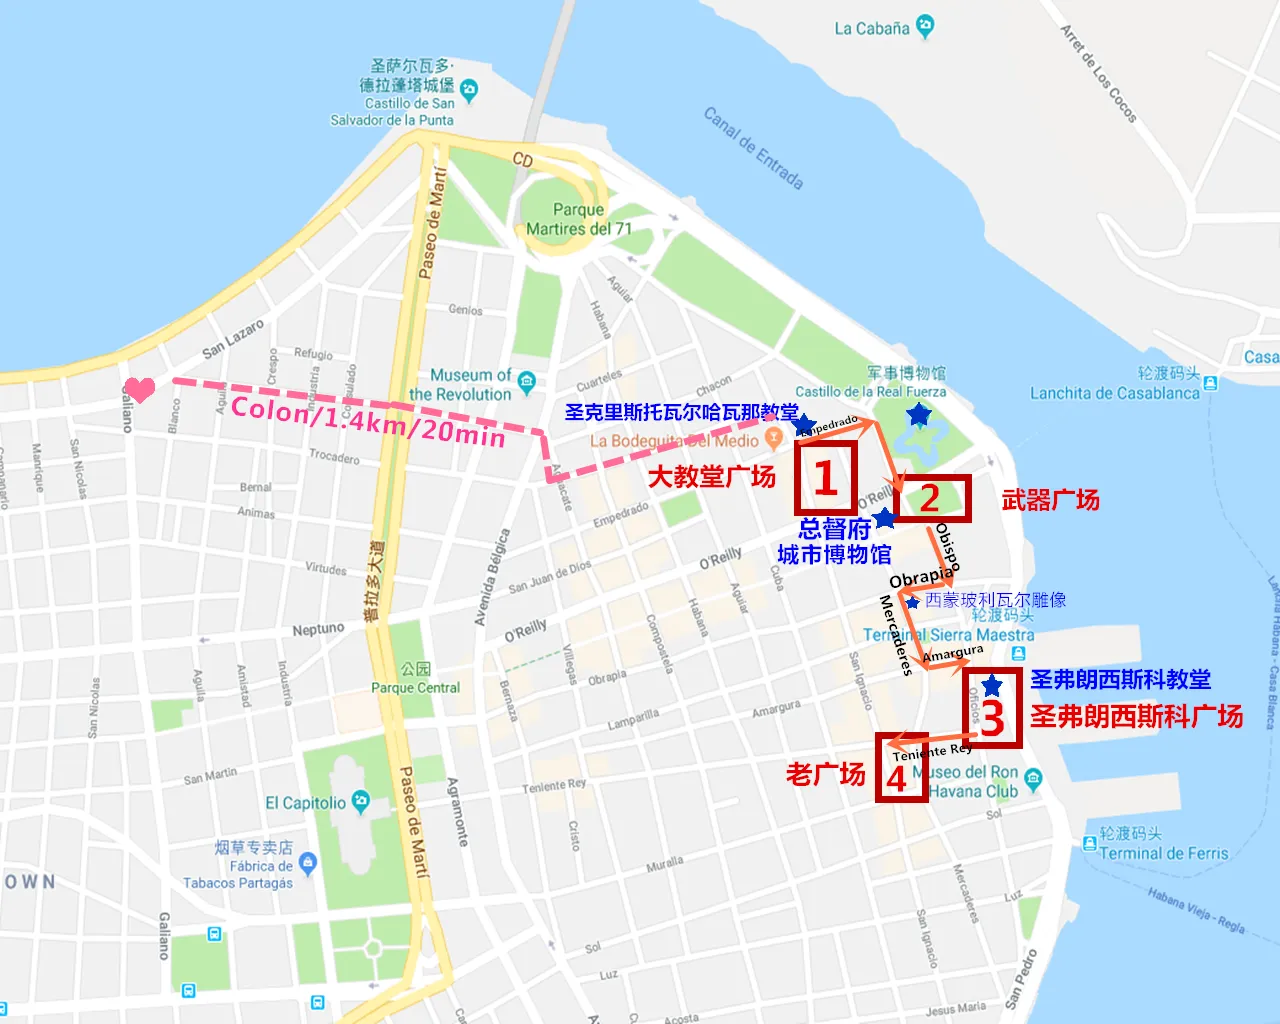 La Cabaña
Arret de Los Cocos
圣萨尔瓦多·
德拉蓬塔城堡
Castillo de San
Salvador de la Punta
Canal de Entrada
CD
Paseo de Martí
Parque
Martires del 71
Aguiar
Habana
Genios
San Lazaro
Refugio
Crespo
Industria
Consulado
Museum of
the Revolution
Cuarteles
Chacon
军事博物馆
Castillo de la Real Fuerza
轮渡码头
Lanchita de Casablanca
Casa
Galiano
Blanco
Aguila
Colon/1.4km/20min
圣克里斯托瓦尔哈瓦那教堂
La Bodeguita Del Medio
Empedrado
大教堂广场
1
O'Reilly
2
武器广场
总督府
城市博物馆
Obispo
Obrapia
西蒙玻利瓦尔雕像
轮渡码头
Terminal Sierra Maestra
Mercaderes
Amargura
圣弗朗西斯科教堂
圣弗朗西斯科广场
3
Oficios
Teniente Rey
老广场
4
Museo del Ron
Havana Club
轮渡码头
Terminal de Ferris
Habana Vieja - Regla
Manrique
San Nicolas
Campanario
Trocadero
Bernal
Animas
Virtudes
Neptuno
普拉多大道
Avenida Bélgica
Aguacate
Empedrado
San Juan de Dios
O'Reilly
O'Reilly
Cuba
Aguiar
Habana
Compostela
Villegas
Obrapia
Bernaza
Lamparilla
Amargura
San Ignacio
Teniente Rey
Cristo
Muralla
Sol
Mercaderes
Luz
San Ignacio
San Pedro
Sol
Luz
Jesus Maria
Acosta
公园
Parque Central
Aguila
Amistad
Industria
San Nicolas
San Martin
El Capitolio
Agramonte
Paseo de Martí
烟草专卖店
Fábrica de
Tabacos Partagás
OWN
Galiano